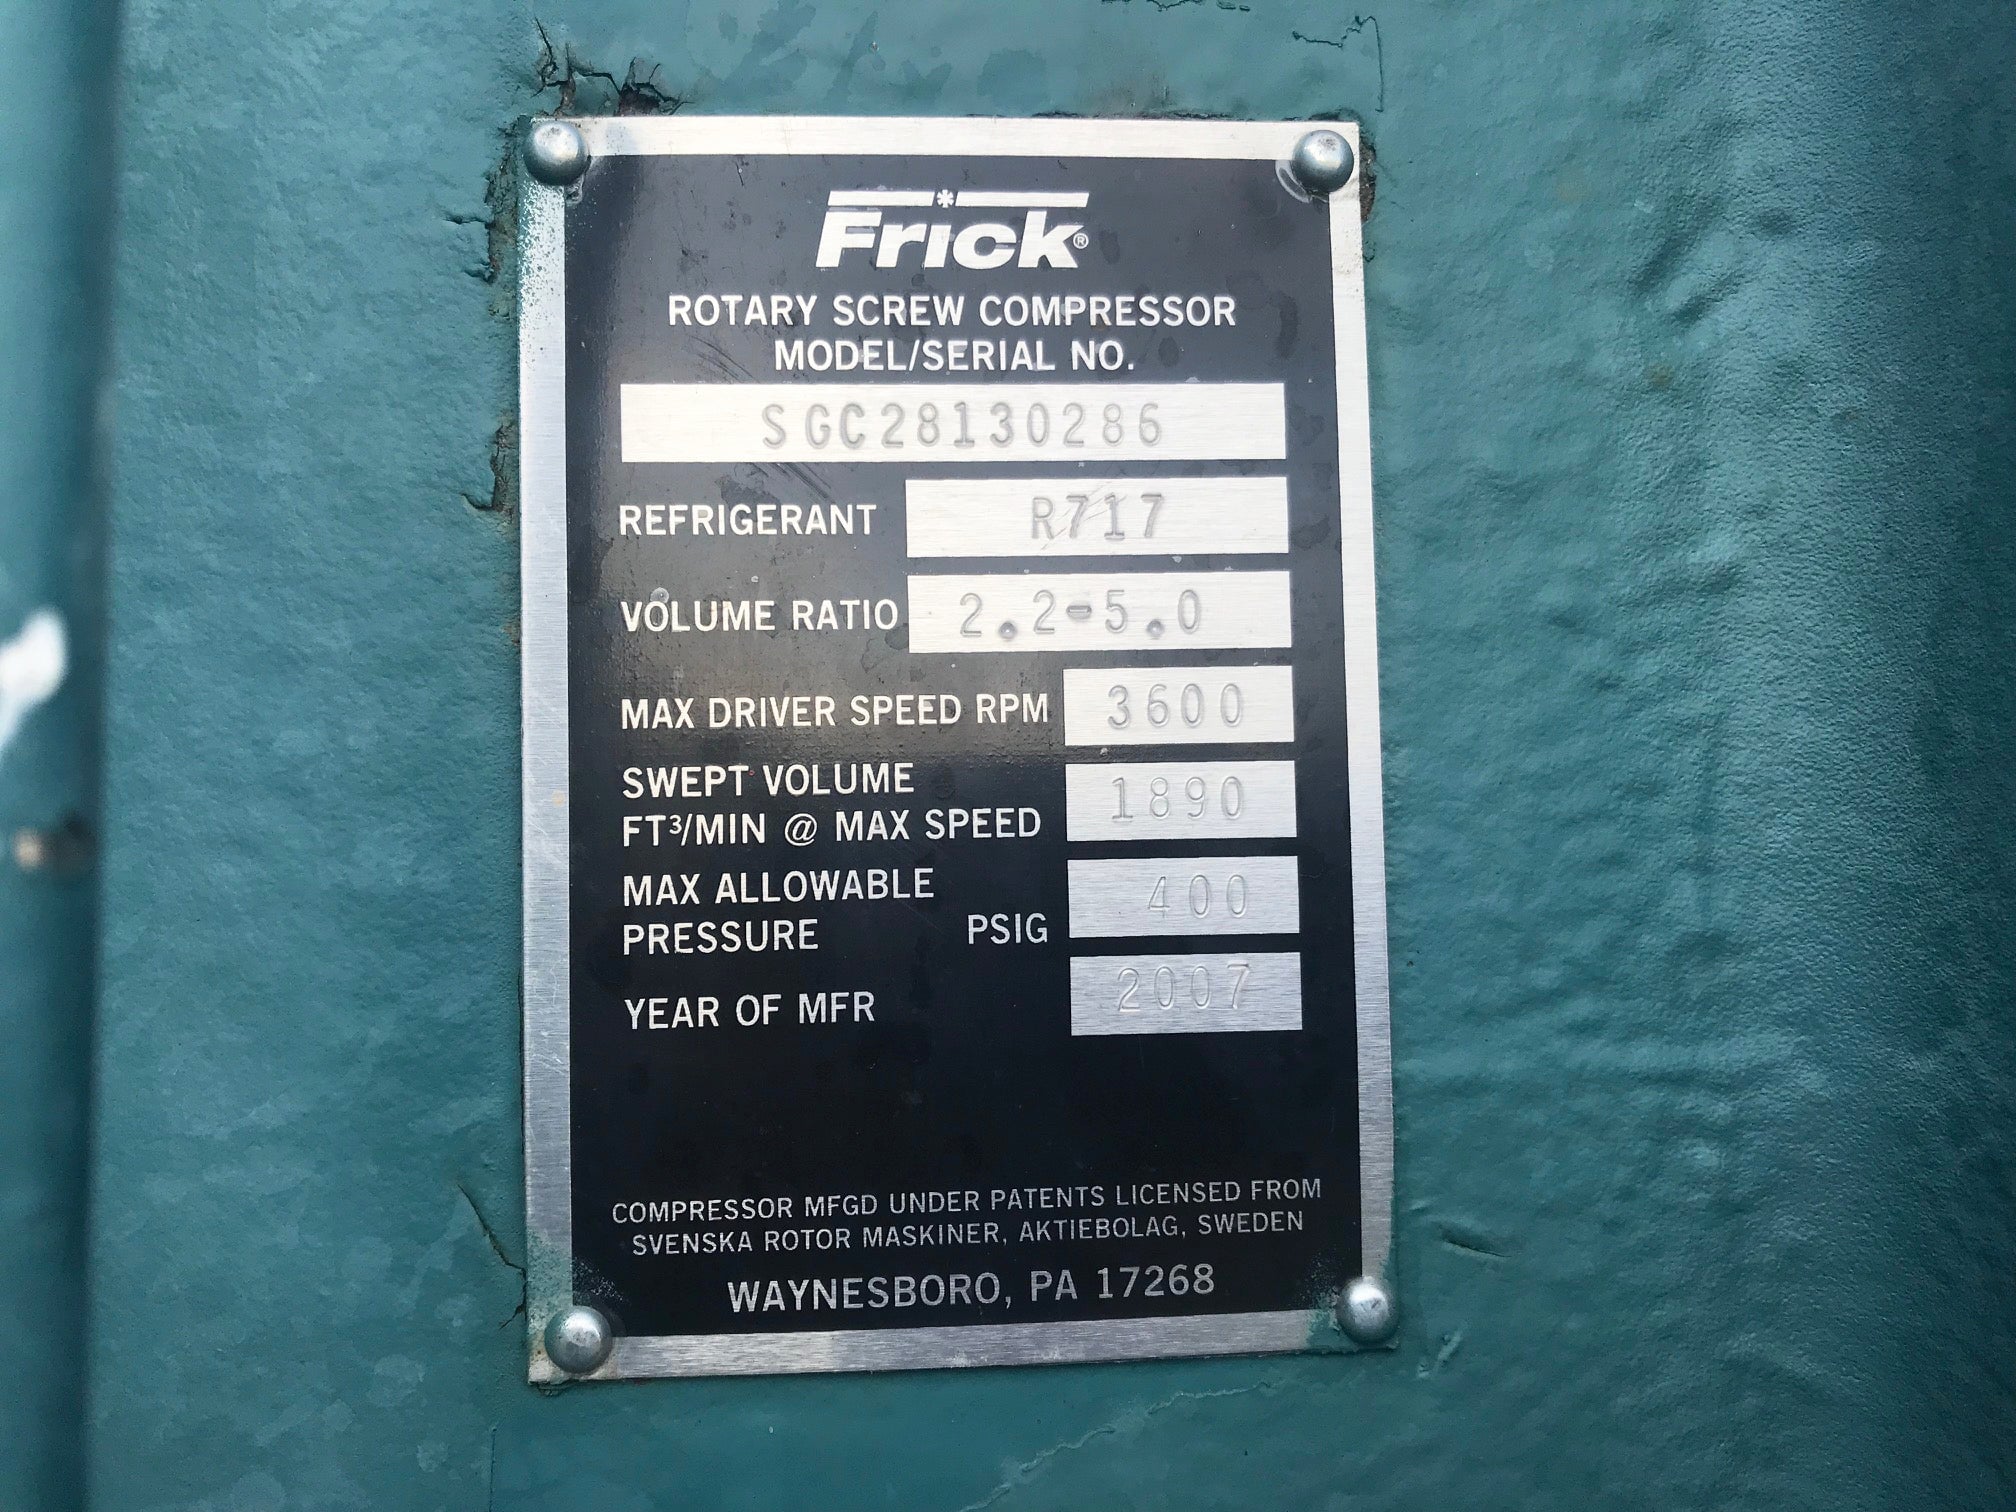 Frick®
ROTARY SCREW COMPRESSOR
MODEL/SERIAL NO.
SGC28130286
REFRIGERANT R717
VOLUME RATIO 2.2-5.0
MAX DRIVER SPEED RPM 3600
SWEPT VOLUME
FT³/MIN @ MAX SPEED 1890
MAX ALLOWABLE
PRESSURE PSIG 400
YEAR OF MFR 2007
COMPRESSOR MFGD UNDER PATENTS LICENSED FROM
SVENSKA ROTOR MASKINER, AKTIEBOLAG, SWEDEN
WAYNESBORO, PA 17268